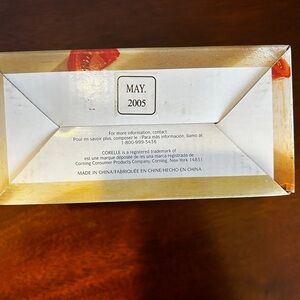 MAY.
2005
For more information, contact:
Pour en savoir plus, composer le :/Para más información, llamo al
1-800-999-3436
CORELLE is a registered trademark of
est une marque déposée de/es una marca registrada de:
Corning Consumer Products Company, Corning, New York 14831
MADE IN CHINA/FABRIQUÉE EN CHINE/HECHO EN CHINA